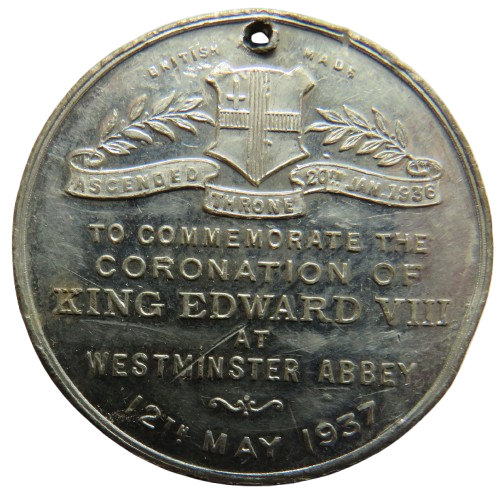 BRITISH MADE
ASCENDED THRONE 20TH JAN. 1936
TO COMMEMORATE THE
CORONATION OF
KING EDWARD VIII
AT
WESTMINSTER ABBEY
12TH MAY 1937